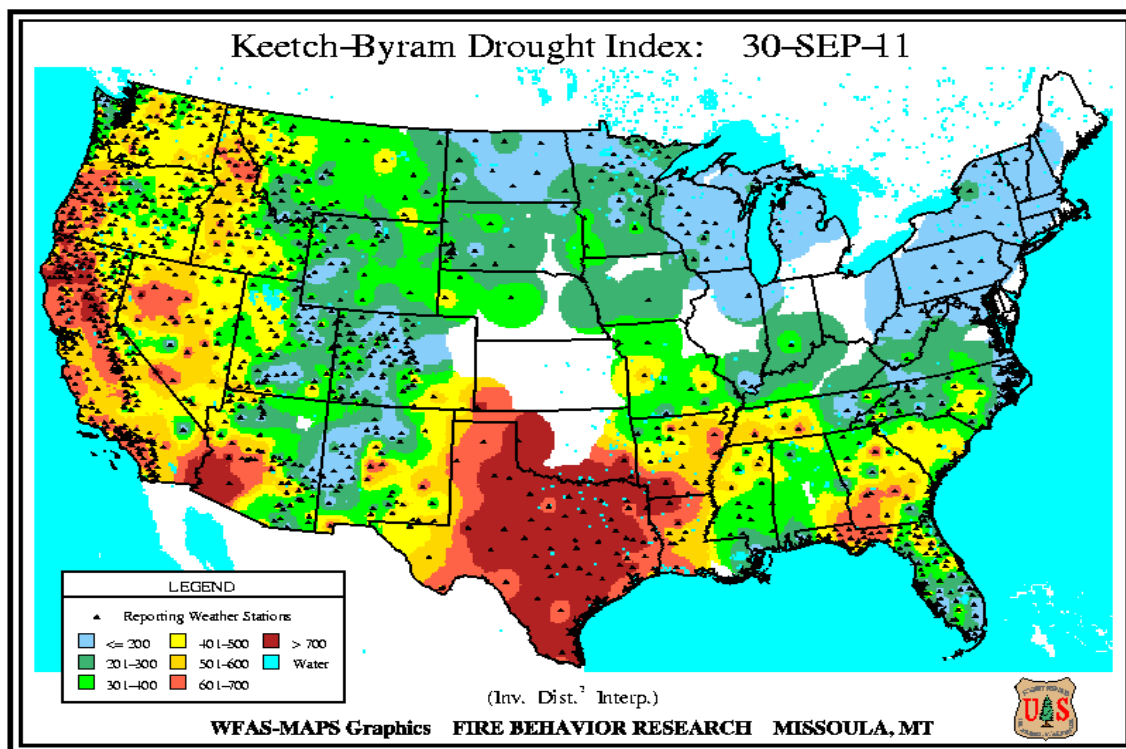 Keetch-Byram Drought Index: 30-SEP-11
LEGEND
Reporting Weather Stations
<= 200
201-300
301-400
401-500
501-600
601-700
> 700
Water
(Inv. Dist.² Interp.)
WFAS-MAPS Graphics FIRE BEHAVIOR RESEARCH MISSOULA, MT
U S